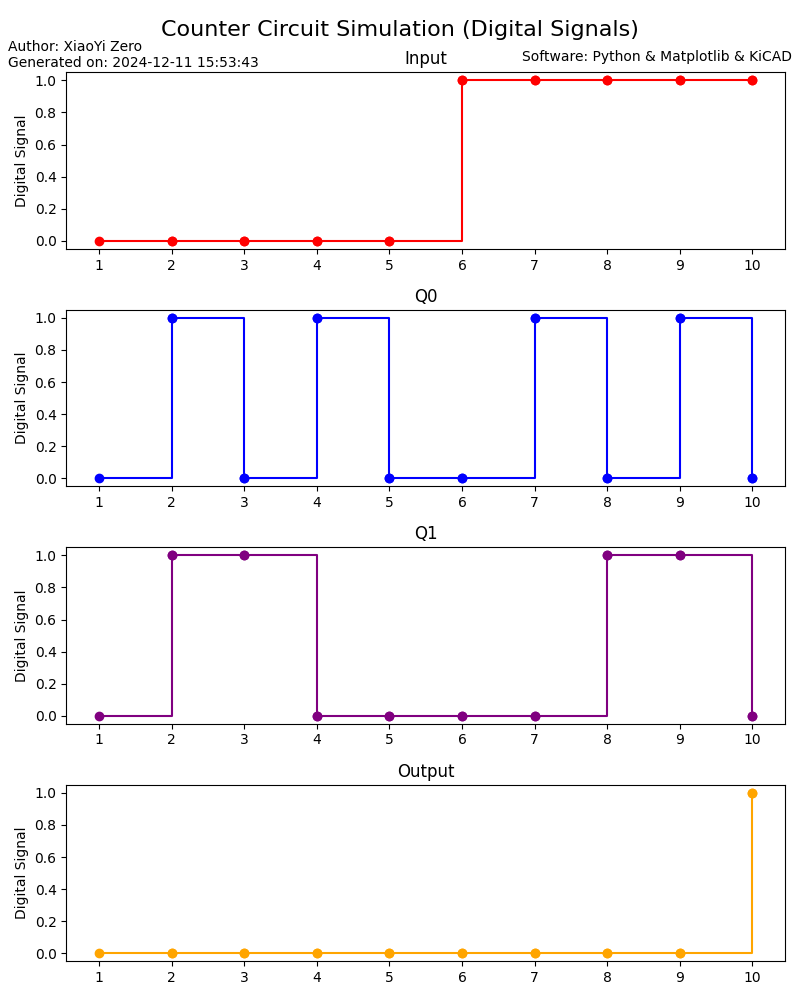 Counter Circuit Simulation (Digital Signals)
Author: XiaoYi Zero
Generated on: 2024-12-11 15:53:43
Software: Python & Matplotlib & KiCAD
Input
Digital Signal
1.0
0.8
0.6
0.4
0.2
0.0
1 2 3 4 5 6 7 8 9 10
Q0
Digital Signal
1.0
0.8
0.6
0.4
0.2
0.0
1 2 3 4 5 6 7 8 9 10
Q1
Digital Signal
1.0
0.8
0.6
0.4
0.2
0.0
1 2 3 4 5 6 7 8 9 10
Output
Digital Signal
1.0
0.8
0.6
0.4
0.2
0.0
1 2 3 4 5 6 7 8 9 10